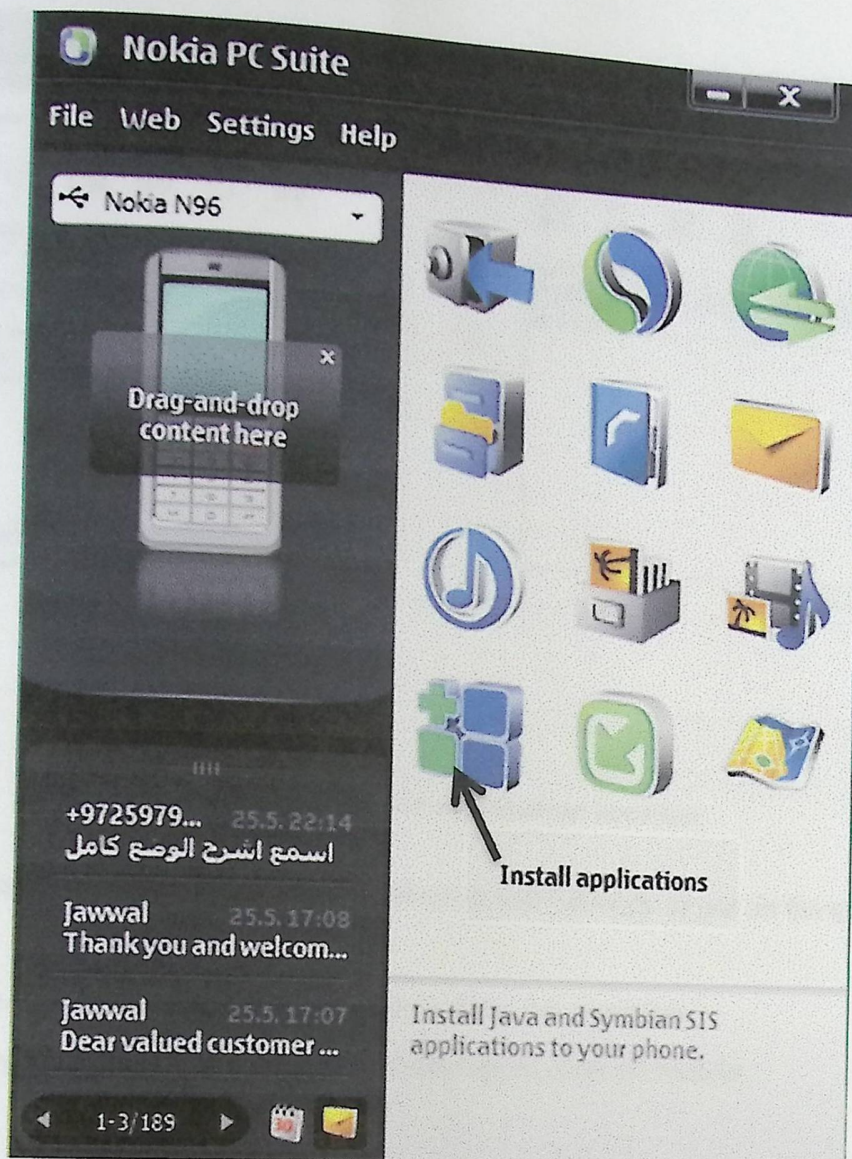 Nokia PC Suite
File Web Settings Help
Nokia N96
Drag-and-drop
content here
+9725979... 25.5. 22:14
اسمع اشرح الوضع كامل
Jawwal 25.5. 17:08
Thank you and welcom...
Jawwal 25.5. 17:07
Dear valued customer ...
1-3/189
30
Install applications
Install Java and Symbian SIS
applications to your phone.